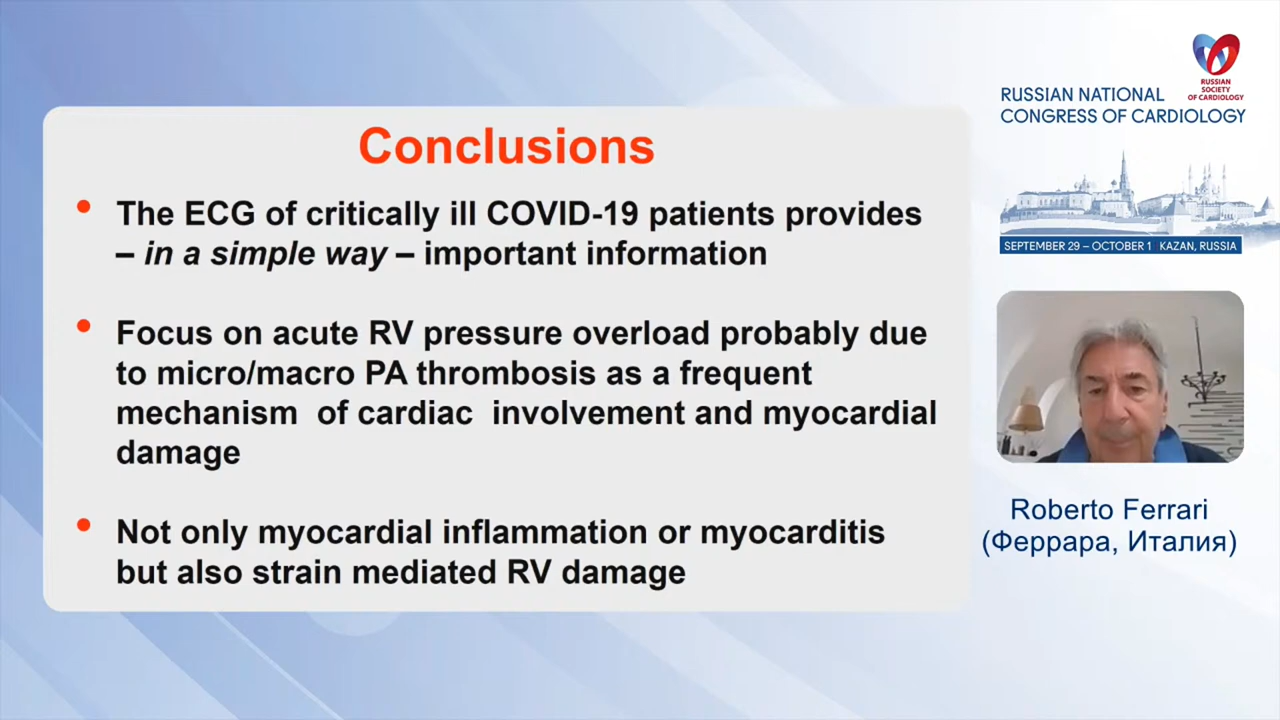 Conclusions
• The ECG of critically ill COVID-19 patients provides
– in a simple way – important information
• Focus on acute RV pressure overload probably due
to micro/macro PA thrombosis as a frequent
mechanism of cardiac involvement and myocardial
damage
• Not only myocardial inflammation or myocarditis
but also strain mediated RV damage
RUSSIAN
SOCIETY
OF CARDIOLOGY
RUSSIAN NATIONAL
CONGRESS OF CARDIOLOGY
SEPTEMBER 29 – OCTOBER 1 KAZAN, RUSSIA
Roberto Ferrari
(Феррара, Италия)